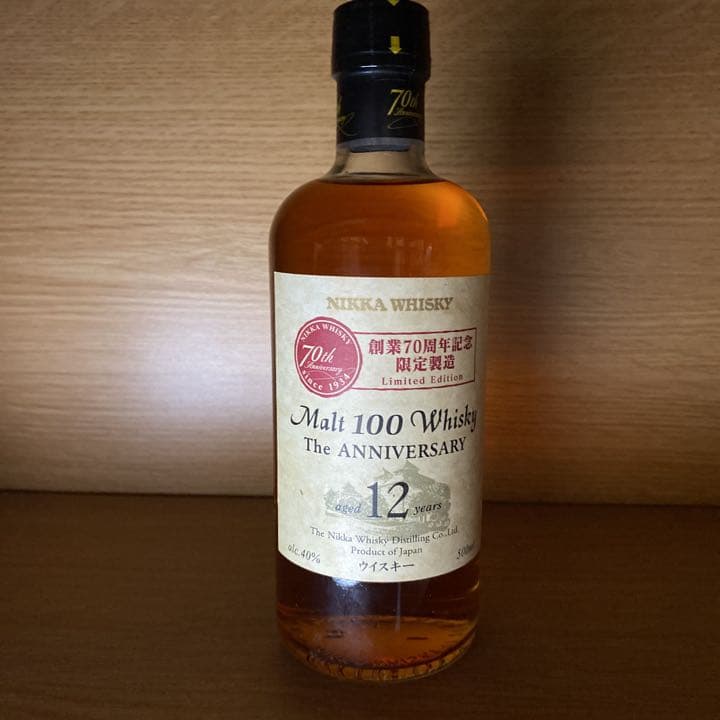 70th
Anniversary
NIKKA WHISKY
NIKKA WHISKY
70th
Anniversary
since 1934
創業70周年記念
限定製造
Limited Edition
Malt 100 Whisky
The ANNIVERSARY
aged 12 years
The Nikka Whisky Distilling Co.,Ltd.
alc.40% Product of Japan 500ml
ウイスキー